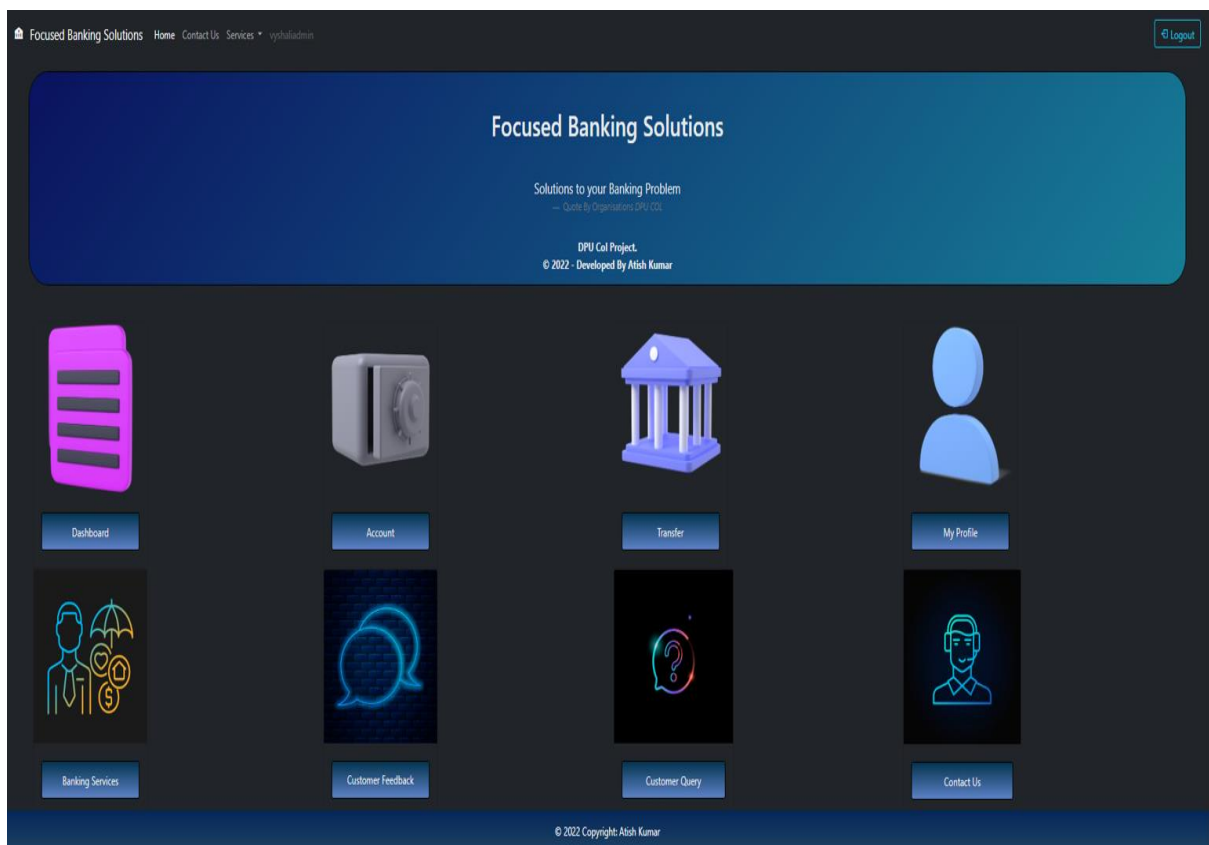 Focused Banking Solutions Home Contact Us Services vyshaliadmin Logout
Focused Banking Solutions
Solutions to your Banking Problem
— Quote By Organisations DPU COL
DPU Col Project.
© 2022 - Developed By Atish Kumar
Dashboard Account Transfer My Profile
Banking Services Customer Feedback Customer Query Contact Us
© 2022 Copyright: Atish Kumar